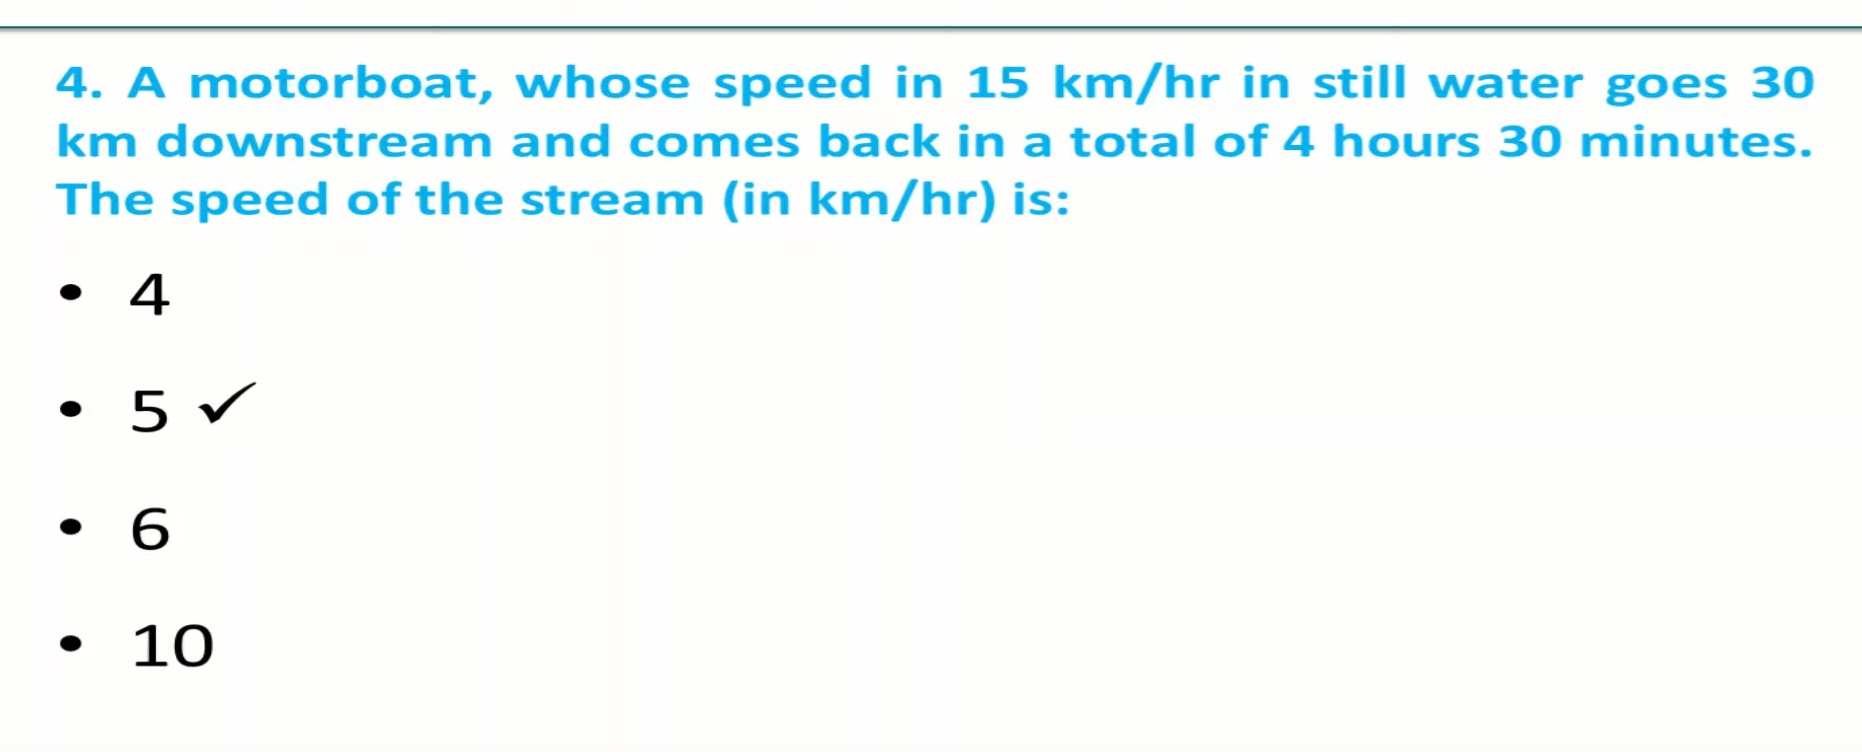 4. A motorboat, whose speed in 15 km/hr in still water goes 30
km downstream and comes back in a total of 4 hours 30 minutes.
The speed of the stream (in km/hr) is:
• 4
• 5 ✓
• 6
• 10